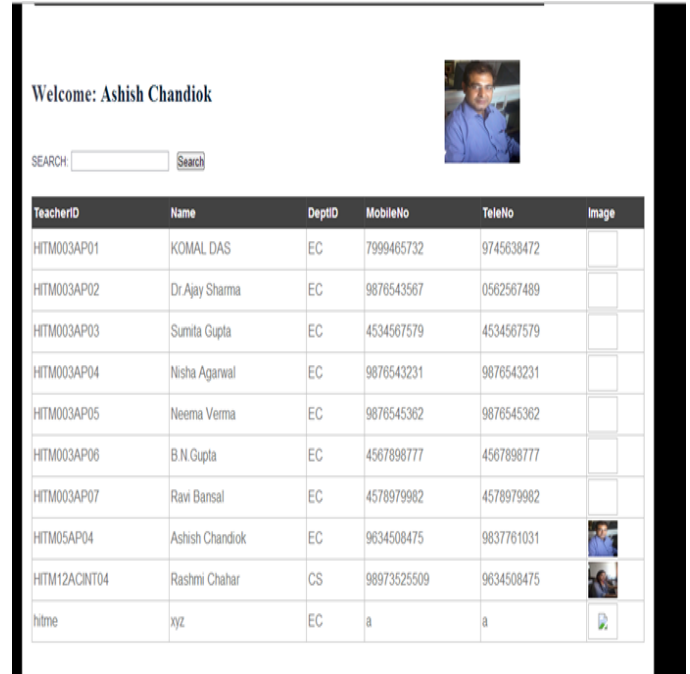 Welcome: Ashish Chandiok
SEARCH: Search
TeacherID Name DeptID MobileNo TeleNo Image
HITM003AP01 KOMAL DAS EC 7999465732 9745638472
HITM003AP02 Dr.Ajay Sharma EC 9876543567 0562567489
HITM003AP03 Sumita Gupta EC 4534567579 4534567579
HITM003AP04 Nisha Agarwal EC 9876543231 9876543231
HITM003AP05 Neema Verma EC 9876545362 9876545362
HITM003AP06 B.N.Gupta EC 4567898777 4567898777
HITM003AP07 Ravi Bansal EC 4578979982 4578979982
HITM05AP04 Ashish Chandiok EC 9634508475 9837761031
HITM12ACINT04 Rashmi Chahar CS 98973525509 9634508475
hitme xyz EC a a